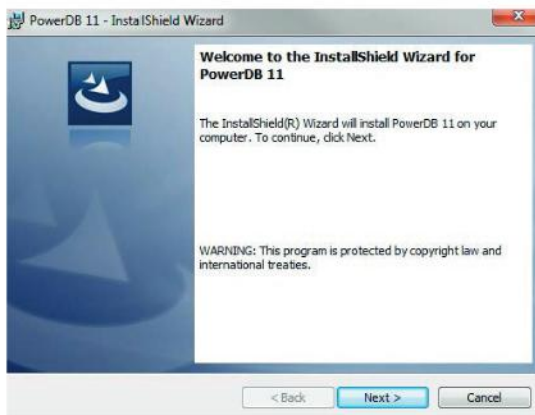 PowerDB 11 - InstallShield Wizard
Welcome to the InstallShield Wizard for
PowerDB 11
The InstallShield(R) Wizard will install PowerDB 11 on your
computer. To continue, click Next.
WARNING: This program is protected by copyright law and
international treaties.
< Back Next > Cancel